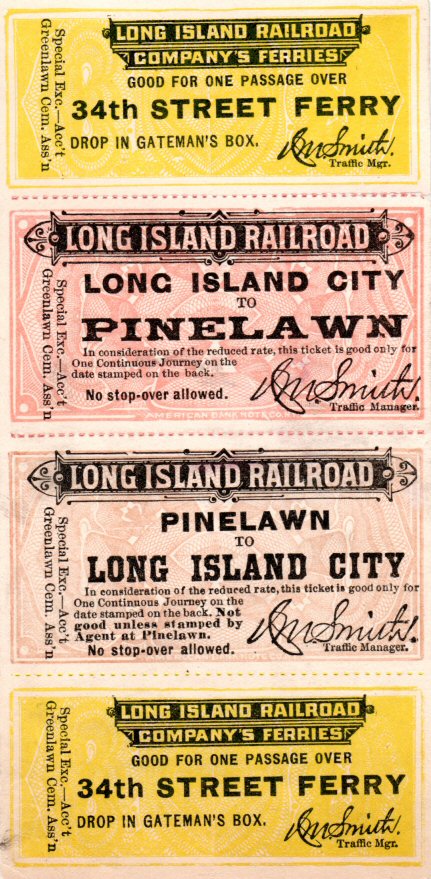 LONG ISLAND RAILROAD
COMPANY'S FERRIES
GOOD FOR ONE PASSAGE OVER
34th STREET FERRY
DROP IN GATEMAN'S BOX.
Traffic Mgr.
Special Exc.—Acc't
Greenlawn Cem. Ass'n
LONG ISLAND RAILROAD
LONG ISLAND CITY
TO
PINELAWN
In consideration of the reduced rate, this ticket is good only for
One Continuous Journey on the
date stamped on the back.
No stop-over allowed.
Traffic Manager.
Special Exc.—Acc't
Greenlawn Cem. Ass'n
AMERICAN BANK NOTE CO. N.Y.
LONG ISLAND RAILROAD
PINELAWN
TO
LONG ISLAND CITY
In consideration of the reduced rate, this ticket is good only for
One Continuous Journey on the
date stamped on the back. Not
good unless stamped by
Agent at Pinelawn.
No stop-over allowed.
Traffic Manager.
Special Exc.—Acc't
Greenlawn Cem. Ass'n
LONG ISLAND RAILROAD
COMPANY'S FERRIES
GOOD FOR ONE PASSAGE OVER
34th STREET FERRY
DROP IN GATEMAN'S BOX.
Traffic Mgr.
Special Exc.—Acc't
Greenlawn Cem. Ass'n